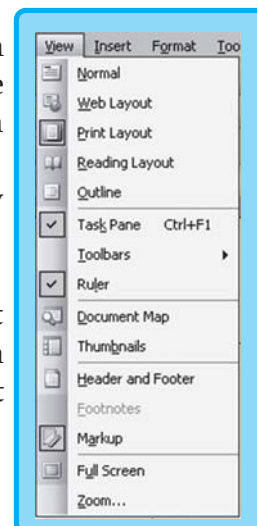 View Insert Format Too
Normal
Web Layout
Print Layout
Reading Layout
Outline
Task Pane Ctrl+F1
Toolbars
Ruler
Document Map
Thumbnails
Header and Footer
Footnotes
Markup
Full Screen
Zoom...